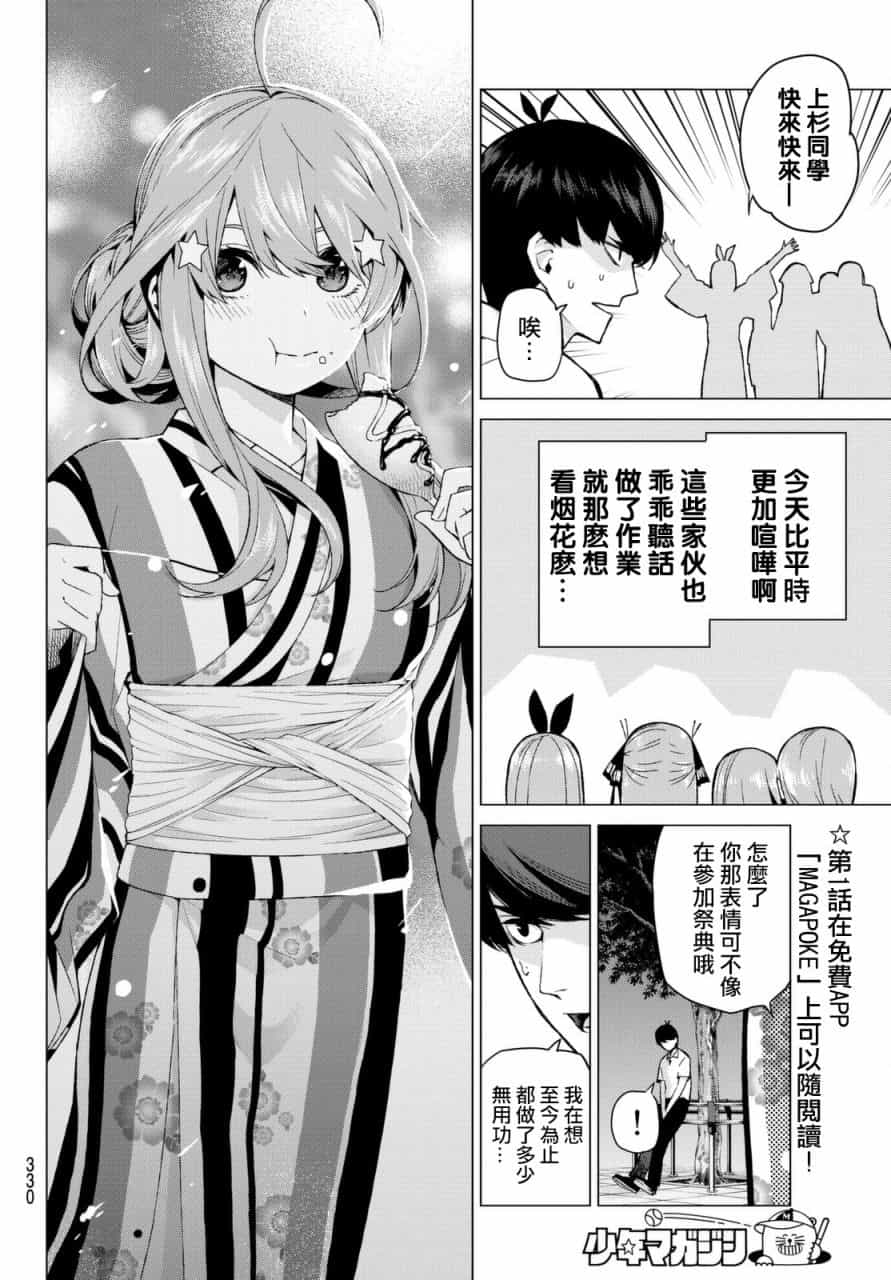 上杉同學
快來快來ー
唉…
今天比平時
更加喧嘩啊
這些家伙也
乖乖聽話
做了作業
就那麽想
看烟花麽…
怎麼了
你那表情可不像
在參加祭典哦
！
我在想
至今為止
都做了多少
無用功…
☆第1話在免費APP
「MAGAPOKE」上可以隨閲讀！
少年マガジン
330